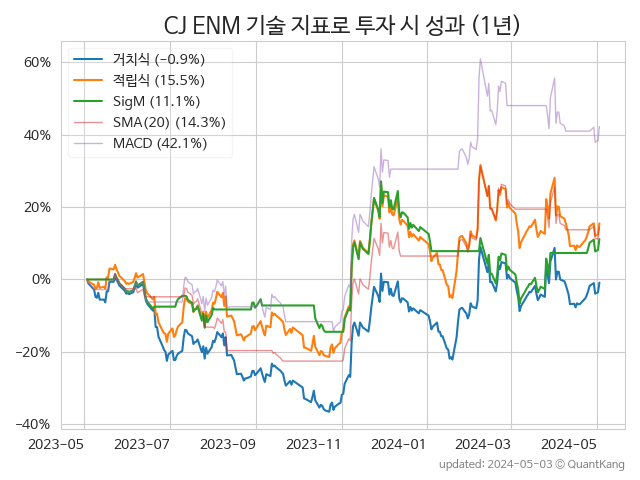 CJ ENM 기술 지표로 투자 시 성과 (1년)
거치식 (−0.9%)
적립식 (15.5%)
SigM (11.1%)
SMA(20) (14.3%)
MACD (42.1%)
60%
40%
20%
0%
−20%
−40%
2023-05 2023-07 2023-09 2023-11 2024-01 2024-03 2024-05
updated: 2024-05-03 ⓒ QuantKang